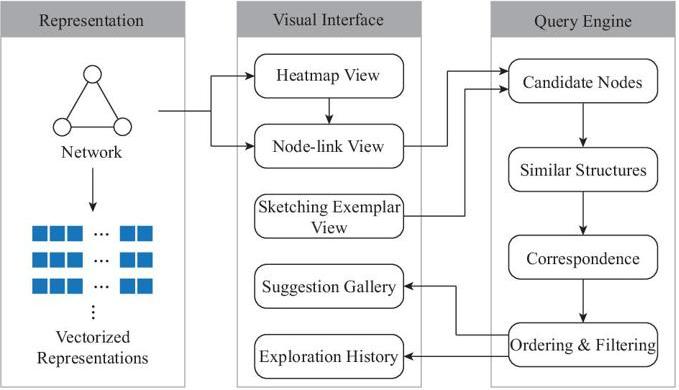 Representation
Visual Interface
Query Engine
Network
...
...
...
Vectorized
Representations
Heatmap View
Node-link View
Sketching Exemplar
View
Suggestion Gallery
Exploration History
Candidate Nodes
Similar Structures
Correspondence
Ordering & Filtering